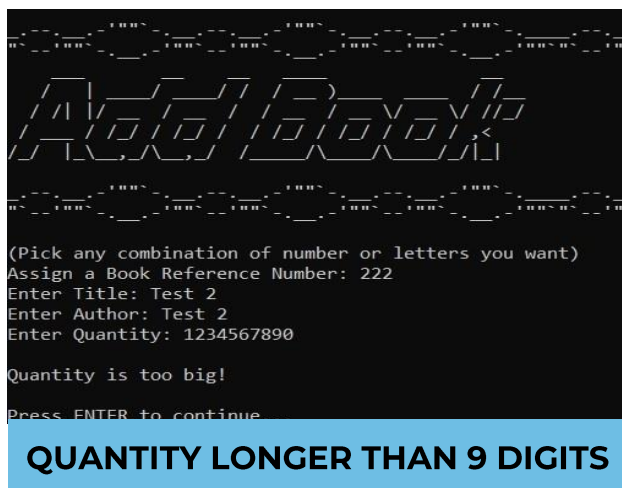 Add Book
(Pick any combination of number or letters you want)
Assign a Book Reference Number: 222
Enter Title: Test 2
Enter Author: Test 2
Enter Quantity: 1234567890
Quantity is too big!
Press ENTER to continue...
QUANTITY LONGER THAN 9 DIGITS